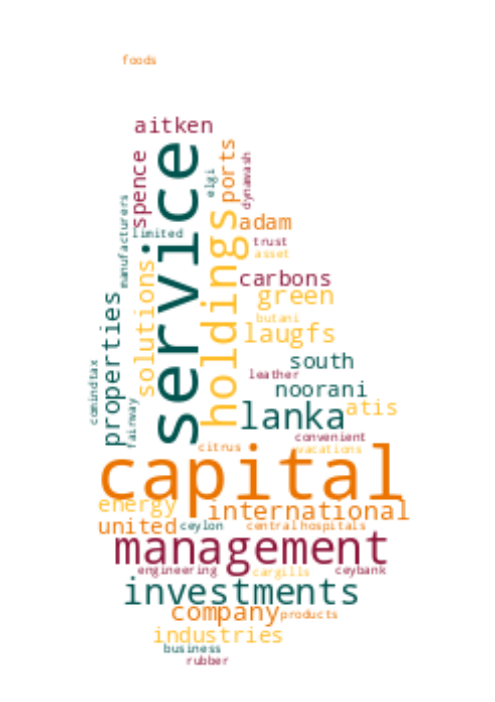 foods
aitken
service
holdings
spence
ports
elgi
dynawash
manufacturers
limited
adam
trust
asset
solutions
carbons
green
properties
butani
laugfs
south
leather
noorani
comindtax
fairway
lanka
atis
convenient
citrus
vacations
capital
energy
international
united
ceylon
central hospitals
management
engineering
cargills
ceybank
investments
company
products
industries
business
rubber